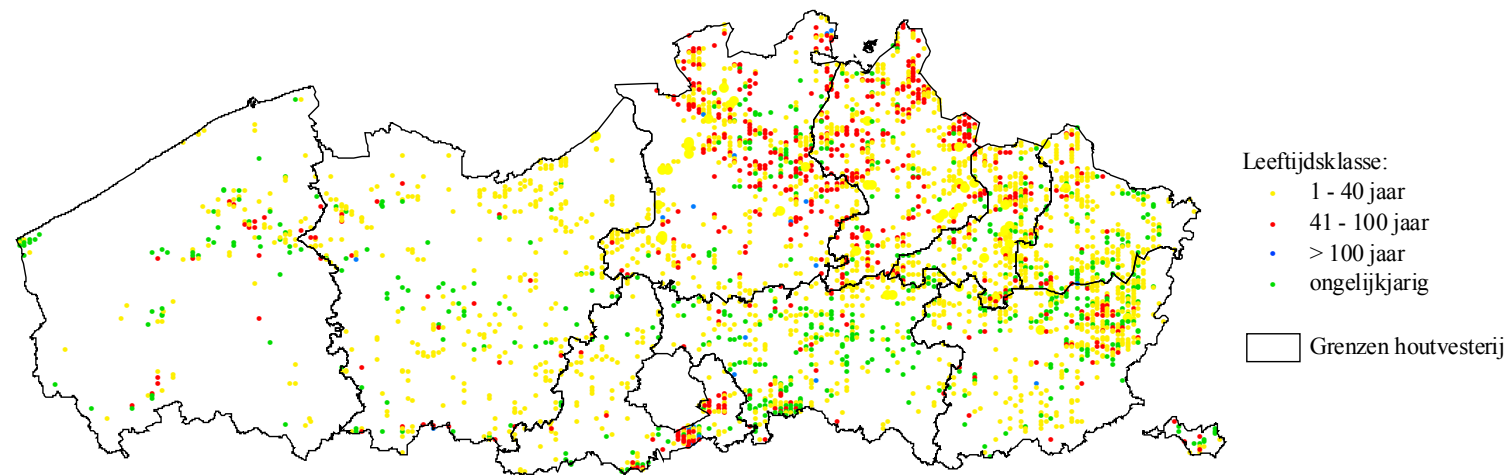 Leeftijdsklasse:
1 - 40 jaar
41 - 100 jaar
> 100 jaar
ongelijkjarig
Grenzen houtvesterij